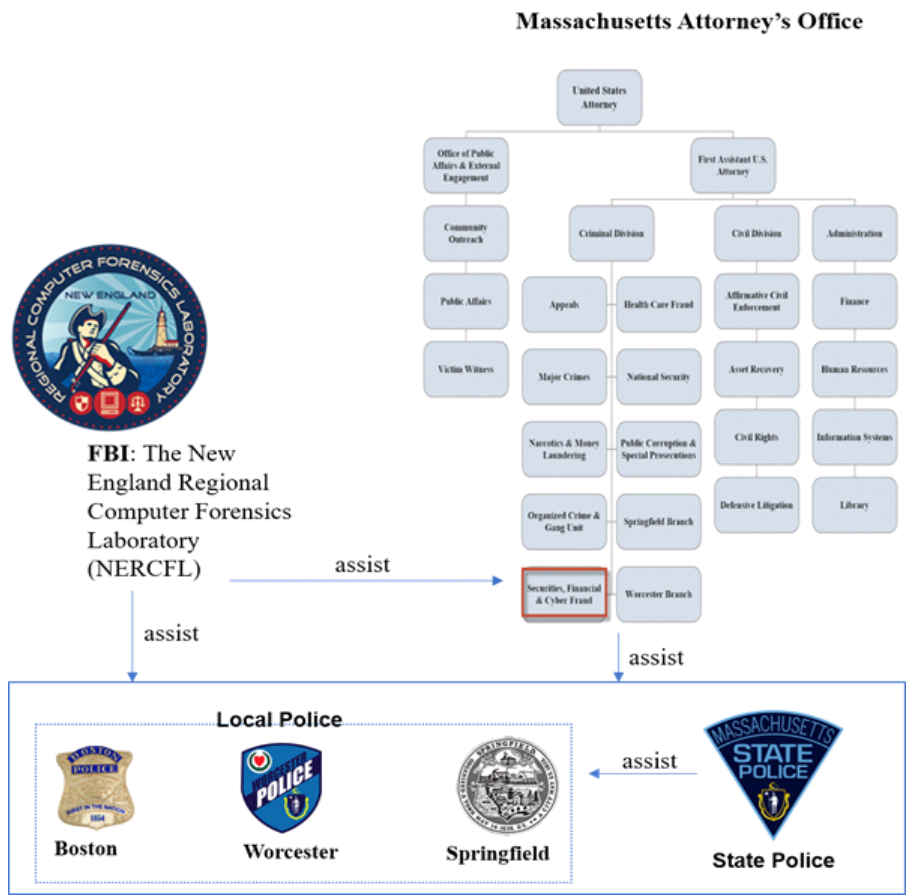 Massachusetts Attorney's Office
United States
Attorney
Office of Public
Affairs & External
Engagement
First Assistant U.S.
Attorney
Community
Outreach
Criminal Division
Civil Division
Administration
Public Affairs
Appeals
Health Care Fraud
Affirmative Civil
Enforcement
Finance
Victim Witness
Major Crimes
National Security
Asset Recovery
Human Resources
Narcotics & Money
Laundering
Public Corruption &
Special Prosecutions
Civil Rights
Information Systems
Organized Crime &
Gang Unit
Springfield Branch
Defensive Litigation
Library
Securities, Financial
& Cyber Fraud
Worcester Branch
REGIONAL COMPUTER FORENSICS LABORATORY
NEW ENGLAND
FBI: The New
England Regional
Computer Forensics
Laboratory
(NERCFL)
assist
assist
assist
Local Police
BOSTON
POLICE
FIRST IN THE NATION
1854
Boston
WORCESTER
POLICE
Worcester
SPRINGFIELD
Springfield
assist
MASSACHUSETTS
STATE
POLICE
State Police